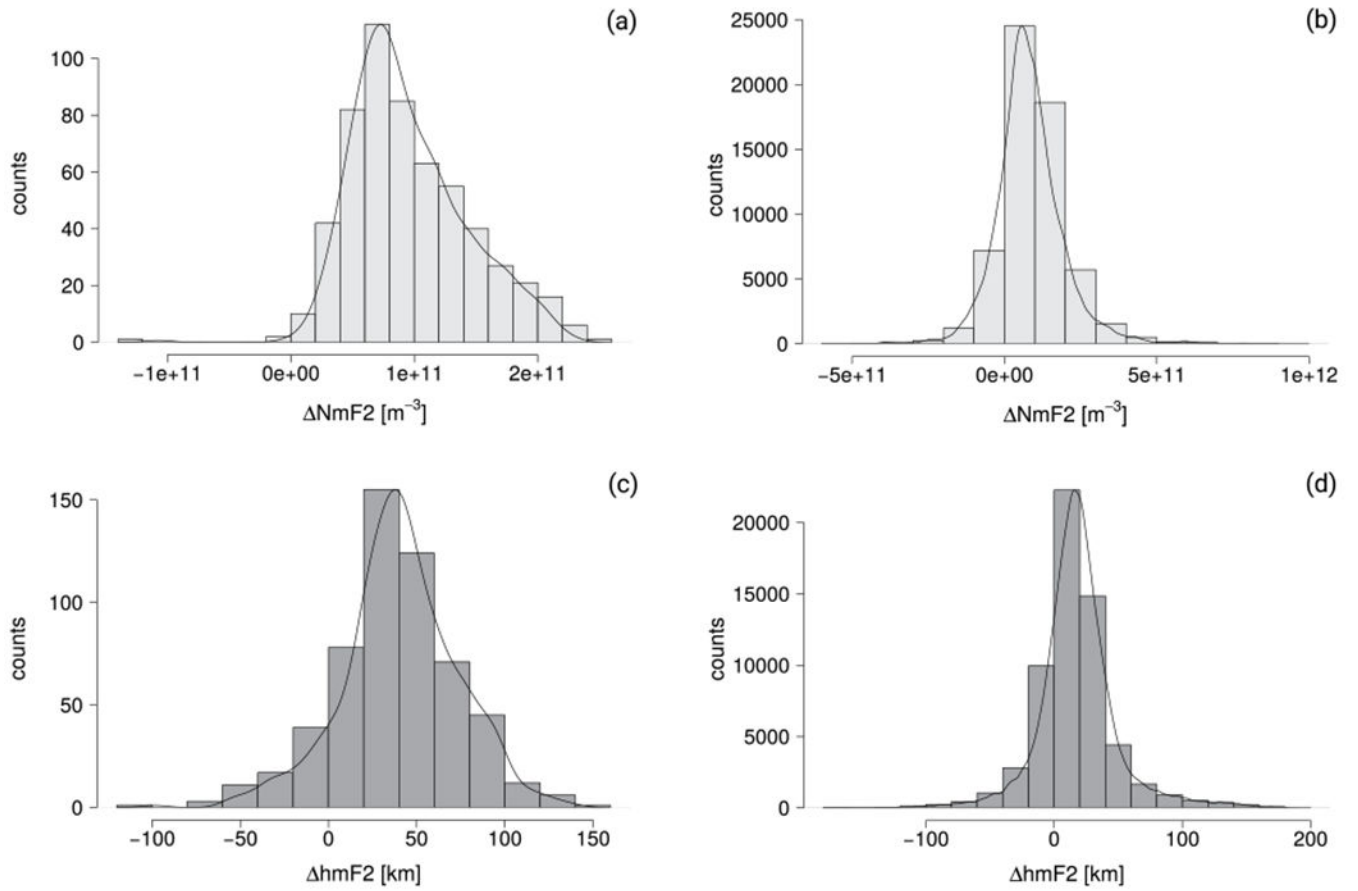 (a)
100
80
60
40
20
0
counts
−1e+11 0e+00 1e+11 2e+11
ΔNmF2 [m⁻³]
(b)
25000
20000
15000
10000
5000
0
counts
−5e+11 0e+00 5e+11 1e+12
ΔNmF2 [m⁻³]
(c)
150
100
50
0
counts
−100 −50 0 50 100 150
ΔhmF2 [km]
(d)
20000
15000
10000
5000
0
counts
−100 0 100 200
ΔhmF2 [km]